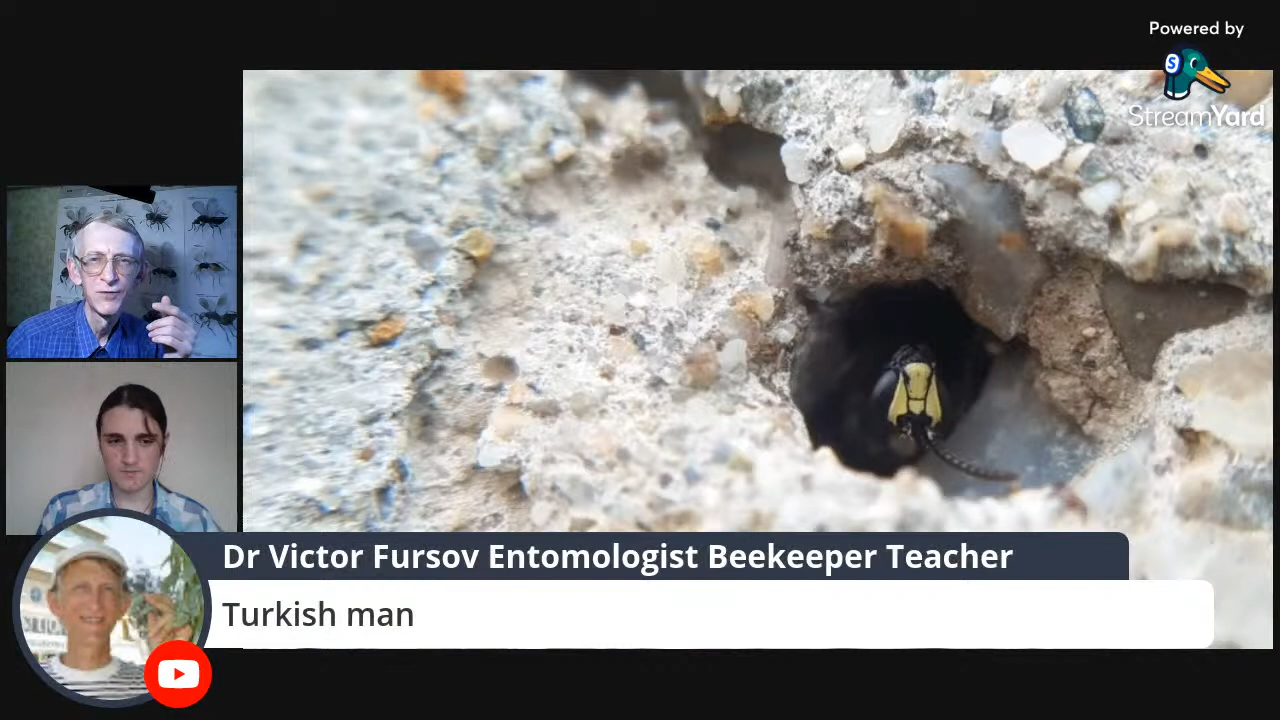 Powered by
S
StreamYard
Dr Victor Fursov Entomologist Beekeeper Teacher
Turkish man